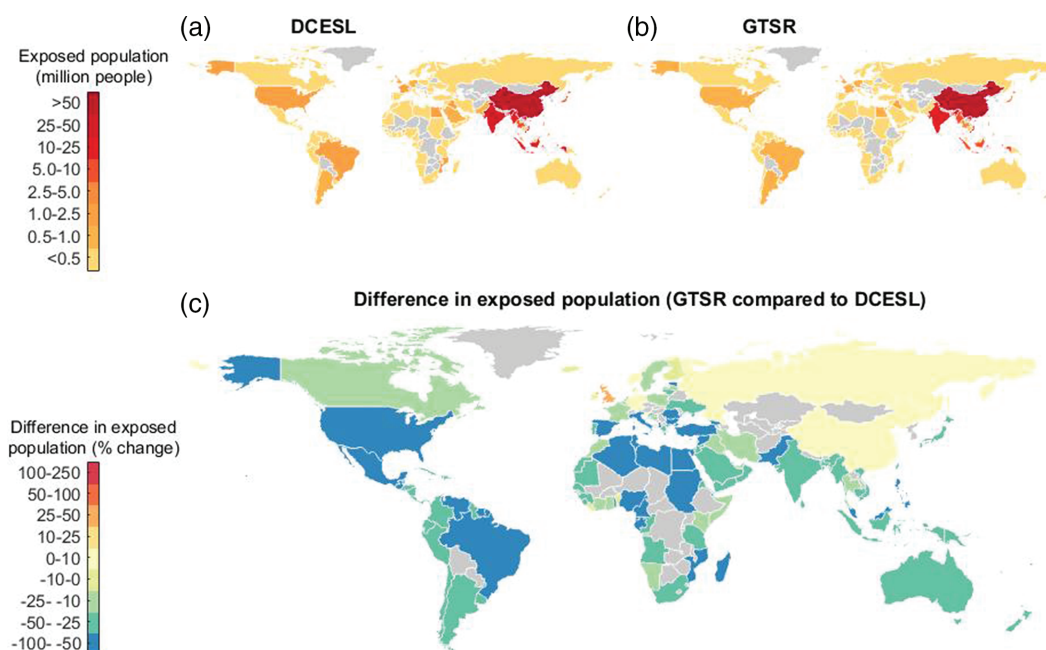 (a)
DCESL
(b)
GTSR
Exposed population
(million people)
>50
25-50
10-25
5.0-10
2.5-5.0
1.0-2.5
0.5-1.0
<0.5
(c)
Difference in exposed population (GTSR compared to DCESL)
Difference in exposed
population (% change)
100-250
50-100
25-50
10-25
0-10
-10-0
-25- -10
-50- -25
-100- -50